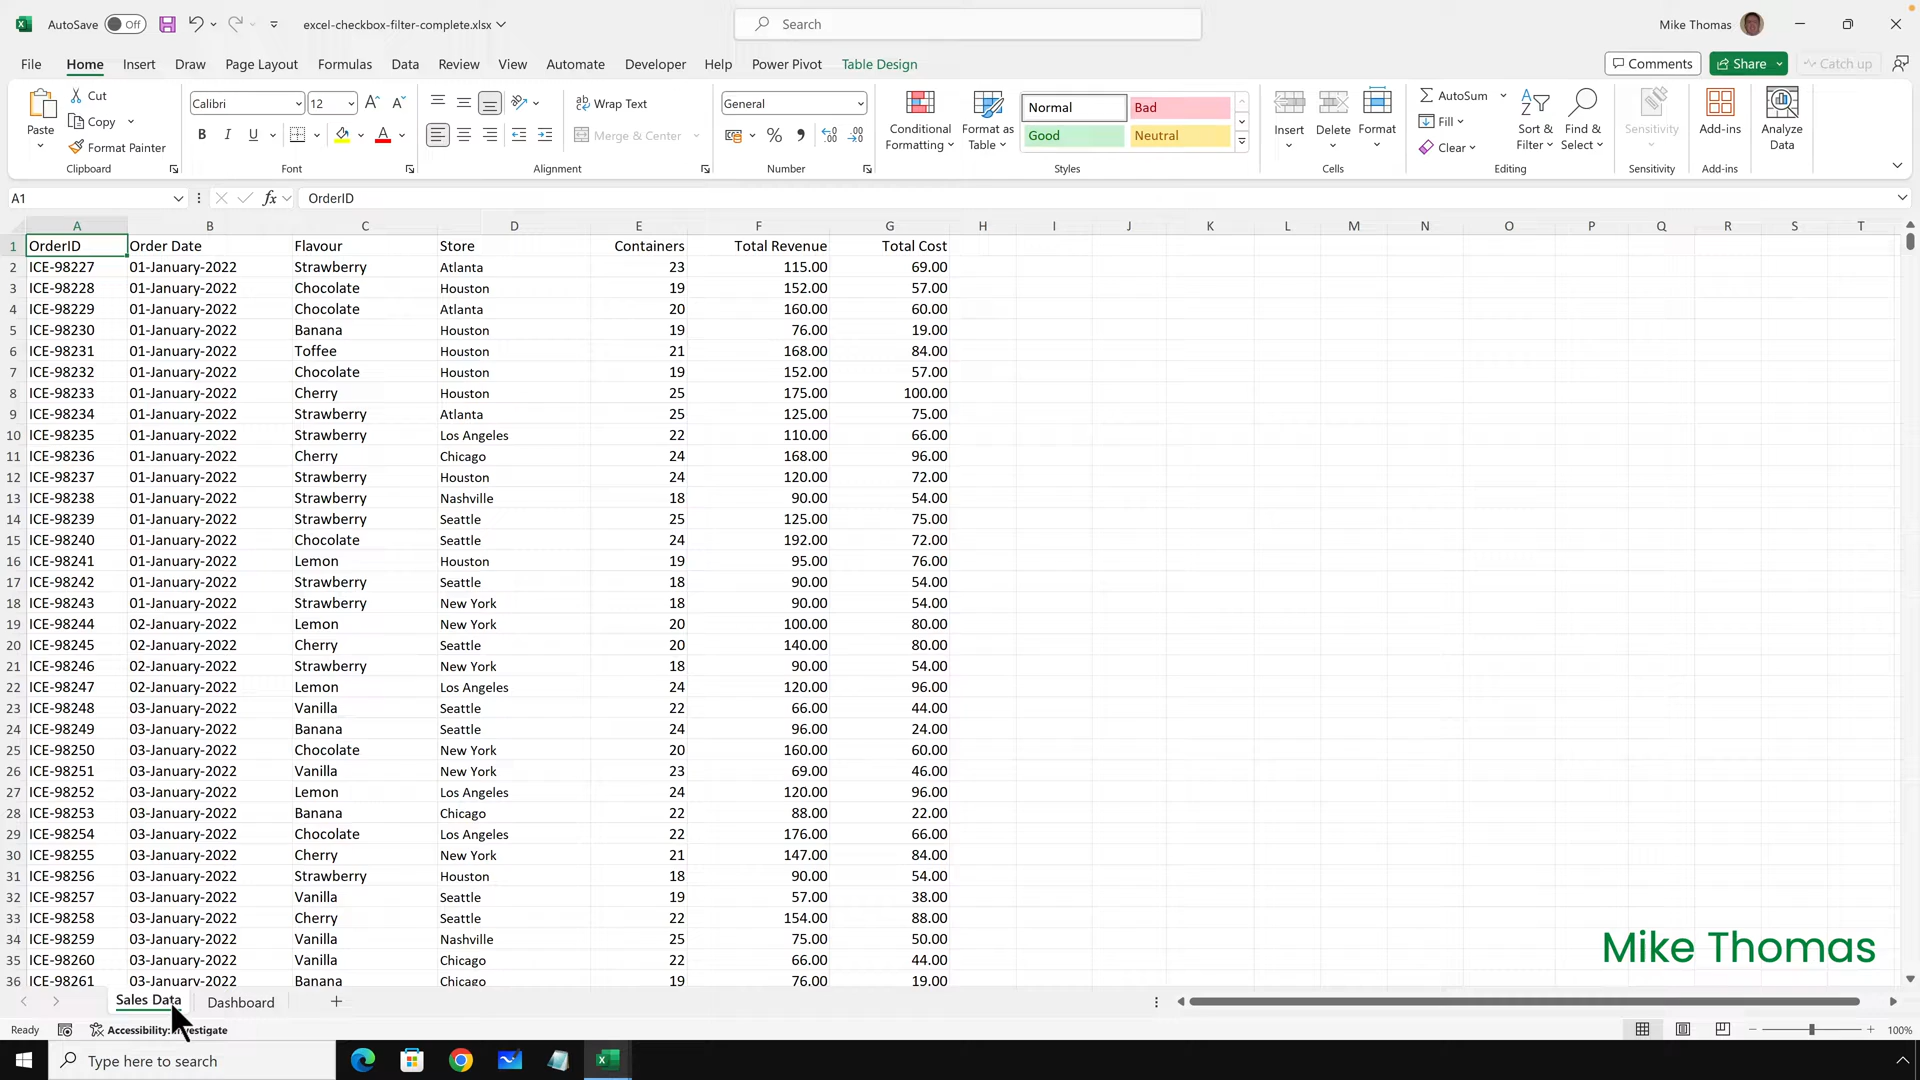 AutoSave Off excel-checkbox-filter-complete.xlsx Search Mike Thomas
File Home Insert Draw Page Layout Formulas Data Review View Automate Developer Help Power Pivot Table Design Comments Share Catch up
Paste Cut Copy Format Painter Clipboard
Calibri 12 B I U A Font
Wrap Text Merge & Center Alignment
General % Number
Conditional Formatting Format as Table Normal Bad Good Neutral Styles
Insert Delete Format Cells
AutoSum Fill Clear Sort & Filter Find & Select Editing
Sensitivity Sensitivity
Add-ins Add-ins
Analyze Data
A1 fx OrderID
A B C D E F G H I J K L M N O P Q R S T
1 OrderID Order Date Flavour Store Containers Total Revenue Total Cost
2 ICE-98227 01-January-2022 Strawberry Atlanta 23 115.00 69.00
3 ICE-98228 01-January-2022 Chocolate Houston 19 152.00 57.00
4 ICE-98229 01-January-2022 Chocolate Atlanta 20 160.00 60.00
5 ICE-98230 01-January-2022 Banana Houston 19 76.00 19.00
6 ICE-98231 01-January-2022 Toffee Houston 21 168.00 84.00
7 ICE-98232 01-January-2022 Chocolate Houston 19 152.00 57.00
8 ICE-98233 01-January-2022 Cherry Houston 25 175.00 100.00
9 ICE-98234 01-January-2022 Strawberry Atlanta 25 125.00 75.00
10 ICE-98235 01-January-2022 Strawberry Los Angeles 22 110.00 66.00
11 ICE-98236 01-January-2022 Cherry Chicago 24 168.00 96.00
12 ICE-98237 01-January-2022 Strawberry Houston 24 120.00 72.00
13 ICE-98238 01-January-2022 Strawberry Nashville 18 90.00 54.00
14 ICE-98239 01-January-2022 Strawberry Seattle 25 125.00 75.00
15 ICE-98240 01-January-2022 Chocolate Seattle 24 192.00 72.00
16 ICE-98241 01-January-2022 Lemon Houston 19 95.00 76.00
17 ICE-98242 01-January-2022 Strawberry Seattle 18 90.00 54.00
18 ICE-98243 01-January-2022 Strawberry New York 18 90.00 54.00
19 ICE-98244 02-January-2022 Lemon New York 20 100.00 80.00
20 ICE-98245 02-January-2022 Cherry Seattle 20 140.00 80.00
21 ICE-98246 02-January-2022 Strawberry New York 18 90.00 54.00
22 ICE-98247 02-January-2022 Lemon Los Angeles 24 120.00 96.00
23 ICE-98248 03-January-2022 Vanilla Seattle 22 66.00 44.00
24 ICE-98249 03-January-2022 Banana Seattle 24 96.00 24.00
25 ICE-98250 03-January-2022 Chocolate New York 20 160.00 60.00
26 ICE-98251 03-January-2022 Vanilla New York 23 69.00 46.00
27 ICE-98252 03-January-2022 Lemon Los Angeles 24 120.00 96.00
28 ICE-98253 03-January-2022 Banana Chicago 22 88.00 22.00
29 ICE-98254 03-January-2022 Chocolate Los Angeles 22 176.00 66.00
30 ICE-98255 03-January-2022 Cherry New York 21 147.00 84.00
31 ICE-98256 03-January-2022 Strawberry Houston 18 90.00 54.00
32 ICE-98257 03-January-2022 Vanilla Seattle 19 57.00 38.00
33 ICE-98258 03-January-2022 Cherry Seattle 22 154.00 88.00
34 ICE-98259 03-January-2022 Vanilla Nashville 25 75.00 50.00
35 ICE-98260 03-January-2022 Vanilla Chicago 22 66.00 44.00
36 ICE-98261 03-January-2022 Banana Chicago 19 76.00 19.00
Mike Thomas
Sales Data Dashboard
Ready Accessibility: 100%
Type here to search